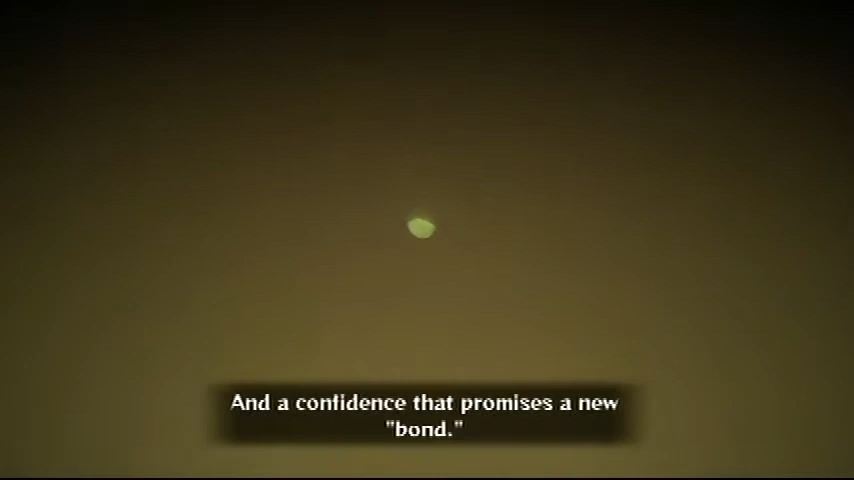 And a confidence that promises a new
"bond."